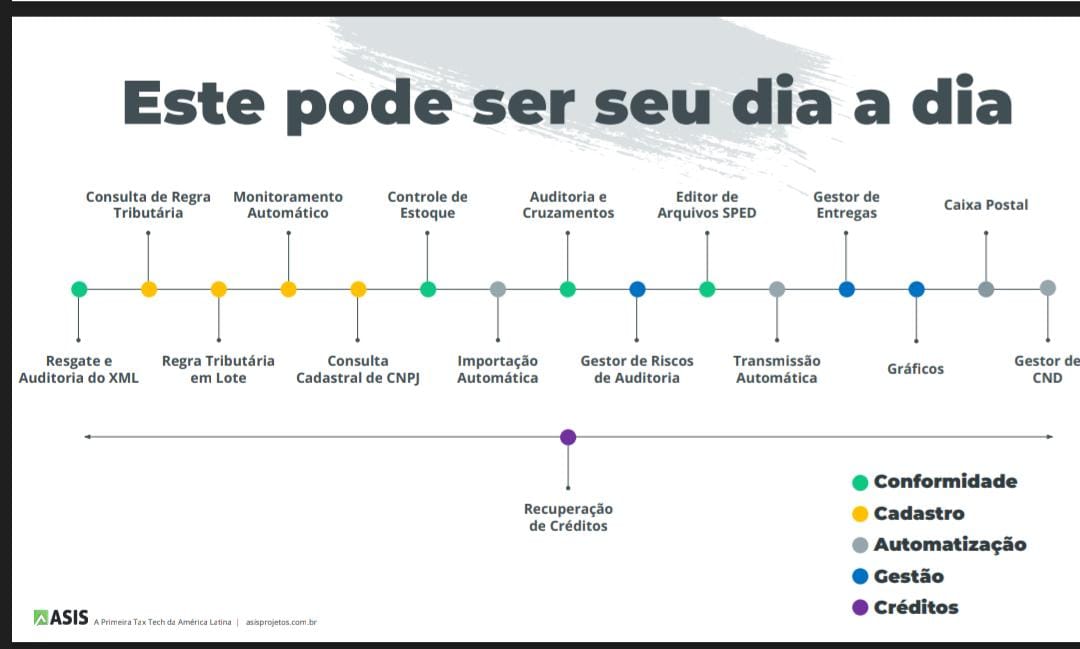 Este pode ser seu dia a dia
Consulta de Regra
Tributária
Monitoramento
Automático
Controle de
Estoque
Auditoria e
Cruzamentos
Editor de
Arquivos SPED
Gestor de
Entregas
Caixa Postal
Resgate e
Auditoria do XML
Regra Tributária
em Lote
Consulta
Cadastral de CNPJ
Importação
Automática
Gestor de Riscos
de Auditoria
Transmissão
Automática
Gráficos
Gestor de
CND
Recuperação
de Créditos
Conformidade
Cadastro
Automatização
Gestão
Créditos
ASIS A Primeira Tax Tech da América Latina | asisprojetos.com.br